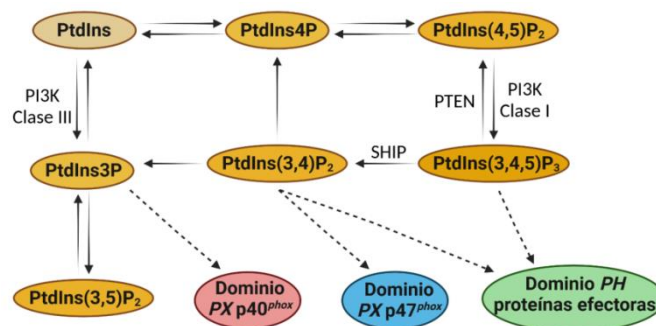 PtdIns
PtdIns4P
PtdIns(4,5)P₂
PI3K
Clase III
PTEN
PI3K
Clase I
PtdIns3P
PtdIns(3,4)P₂
SHIP
PtdIns(3,4,5)P₃
PtdIns(3,5)P₂
Dominio
PX p40phox
Dominio
PX p47phox
Dominio PH
proteínas efectoras